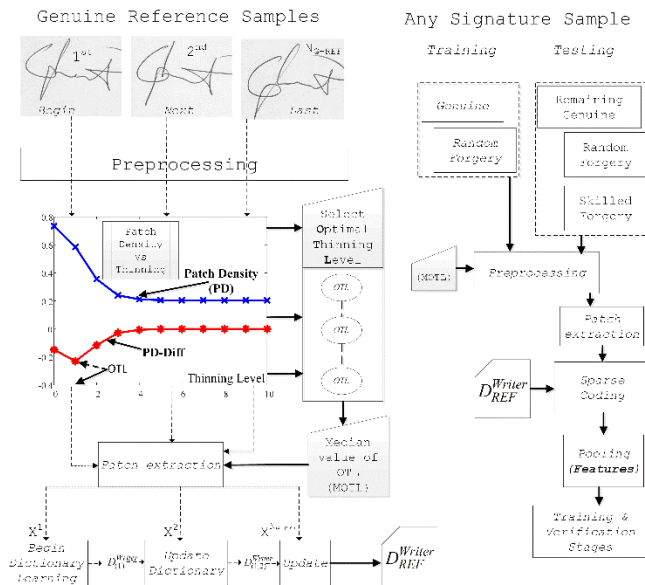 Genuine Reference Samples
1st
2nd
Begin
Next
Last
Preprocessing
0.8
0.6
0.4
0.2
0
-0.2
-0.4
0 2 4 6 8 10
Patch
Density
vs
Thinning
Patch Density
(PD)
PD-Diff
OTL
Thinning Level
Select
Optimal
Thinning
Level
OTL
OTL
OTL
Median
value of
(MOTL)
Patch extraction
X1
X2
Begin
Dictionary
Learning
Update
Dictionary
Update
D Writer REF
Any Signature Sample
Training
Testing
Genuine
Random
Forgery
Remaining
Genuine
Random
Forgery
Skilled
Forgery
(MOTL)
Preprocessing
Patch
extraction
D Writer REF
Sparse
Coding
Pooling
(Features)
Training &
Verification
Stages